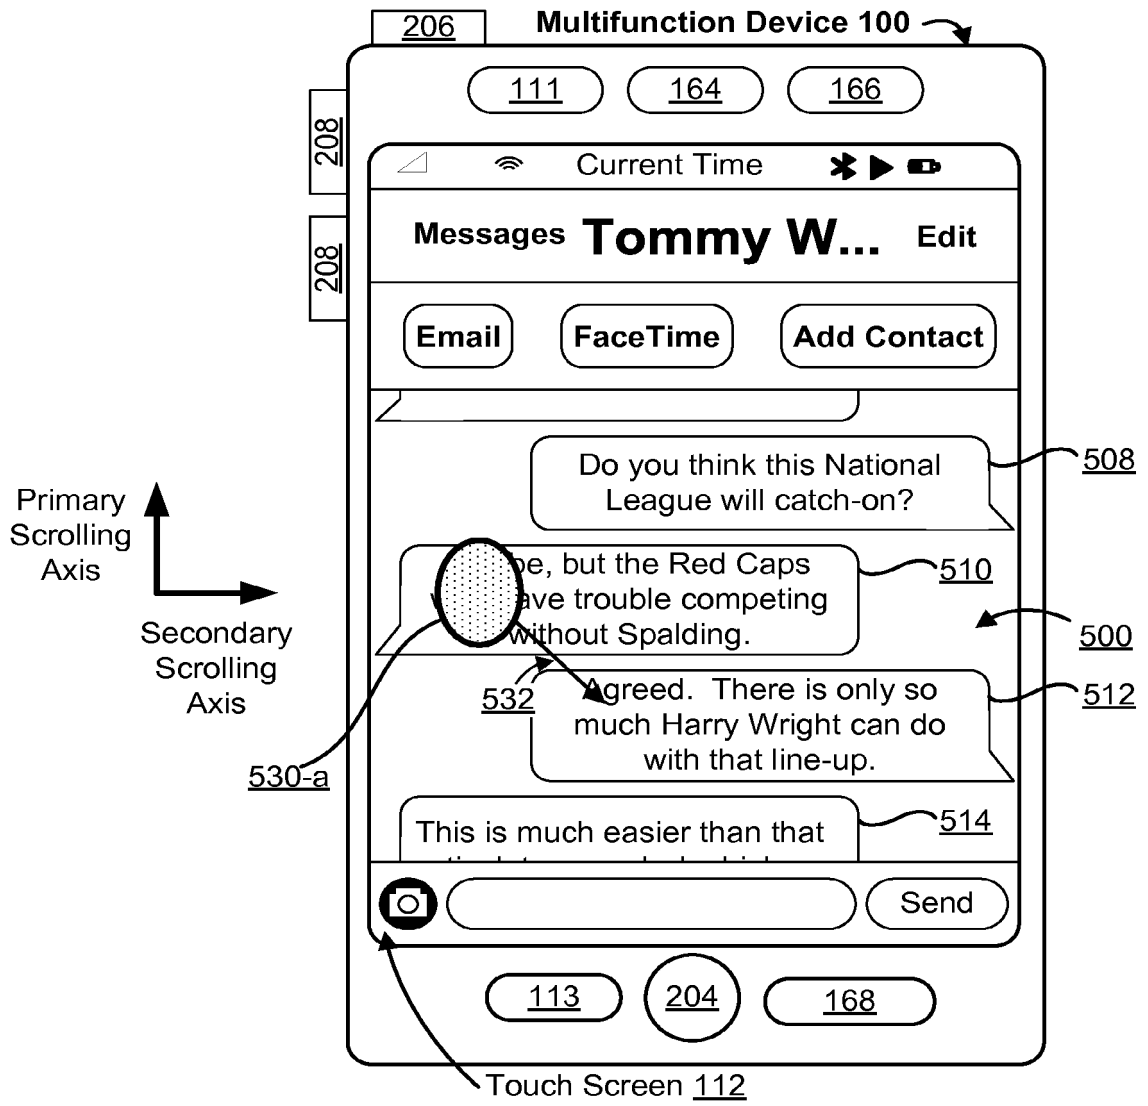 206
Multifunction Device 100
111
164
166
208
208
Current Time
Messages
Tommy W...
Edit
Email
FaceTime
Add Contact
Do you think this National
League will catch-on?
508
Primary
Scrolling
Axis
Secondary
Scrolling
Axis
be, but the Red Caps
ave trouble competing
without Spalding.
510
500
532
Agreed. There is only so
much Harry Wright can do
with that line-up.
512
530-a
This is much easier than that
514
Send
113
204
168
Touch Screen 112